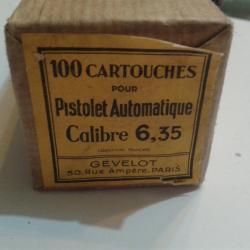 100 CARTOUCHES
POUR
Pistolet Automatique
Calibre 6,35
GEVELOT
50, Rue Ampère, PARIS